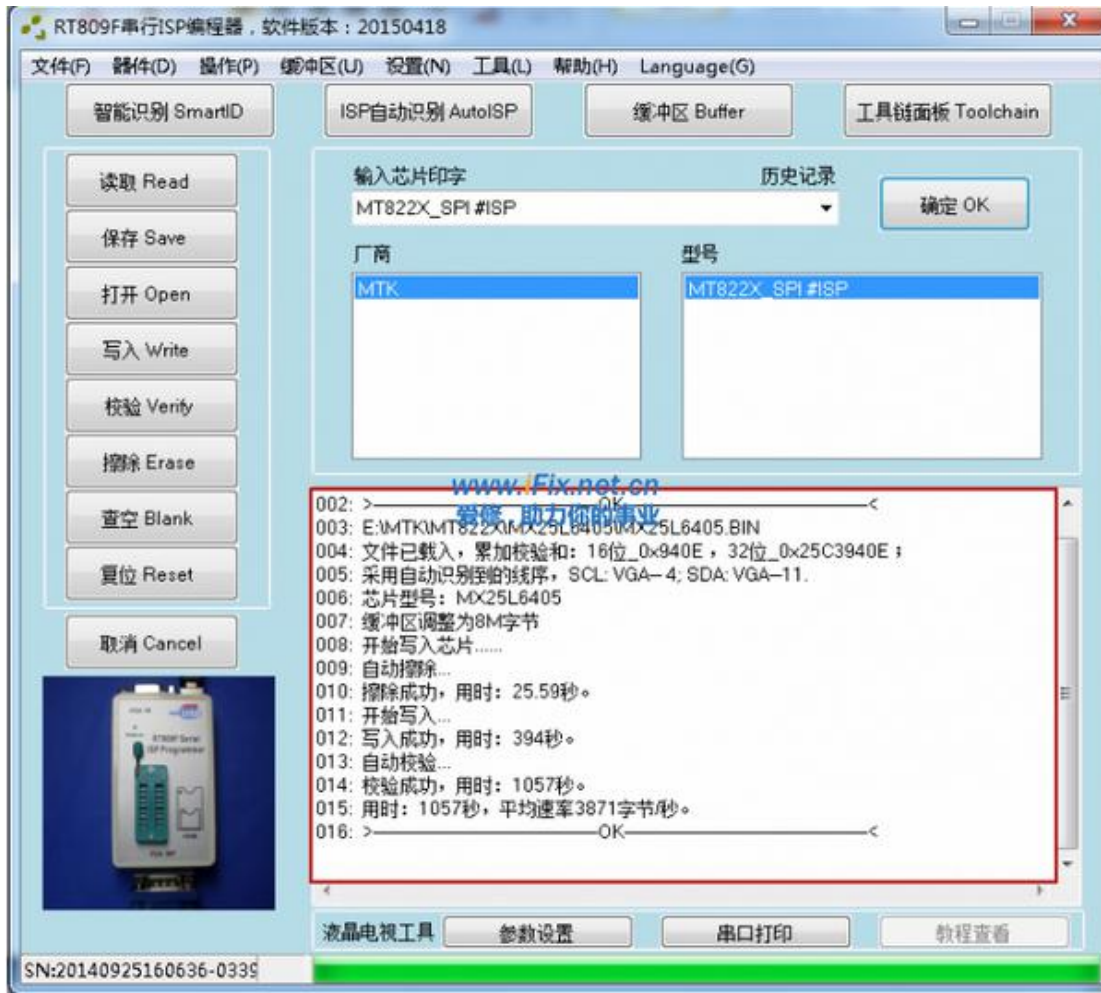 RT809F串行ISP编程器，软件版本：20150418
文件(F) 器件(D) 操作(P) 缓冲区(U) 设置(N) 工具(L) 帮助(H) Language(G)
智能识别 SmartID
ISP自动识别 AutoISP
缓冲区 Buffer
工具链面板 Toolchain
读取 Read
保存 Save
打开 Open
写入 Write
校验 Verify
擦除 Erase
查空 Blank
复位 Reset
取消 Cancel
输入芯片印字
历史记录
MT822X_SPI #ISP
确定 OK
厂商
型号
MTK
MT822X_SPI #ISP
www.iFix.net.cn
爱修 助力你的事业
002: >————OK————<
003: E:\MTK\MT822X\MX25L6405\MX25L6405.BIN
004: 文件已载入，累加校验和：16位_0x940E，32位_0x25C3940E；
005: 采用自动识别到的线序，SCL: VGA—4; SDA: VGA—11.
006: 芯片型号：MX25L6405
007: 缓冲区调整为8M字节
008: 开始写入芯片......
009: 自动擦除...
010: 擦除成功，用时：25.59秒。
011: 开始写入...
012: 写入成功，用时：394秒。
013: 自动校验...
014: 校验成功，用时：1057秒。
015: 用时：1057秒，平均速率3871字节/秒。
016: >————OK————<
液晶电视工具
参数设置
串口打印
教程查看
SN:20140925160636-0339